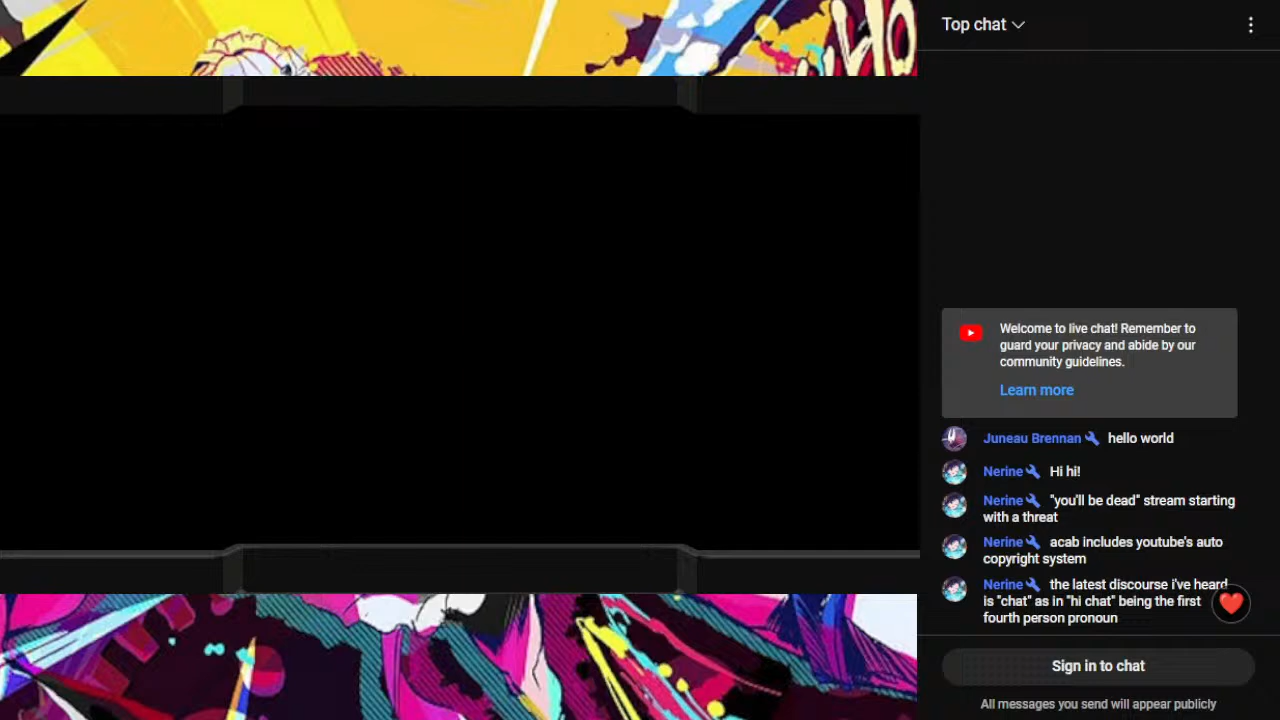 Top chat
Welcome to live chat! Remember to
guard your privacy and abide by our
community guidelines.
Learn more
Juneau Brennan hello world
Nerine Hi hi!
Nerine "you'll be dead" stream starting
with a threat
Nerine acab includes youtube's auto
copyright system
Nerine the latest discourse i've heard
is "chat" as in "hi chat" being the first
fourth person pronoun
Sign in to chat
All messages you send will appear publicly